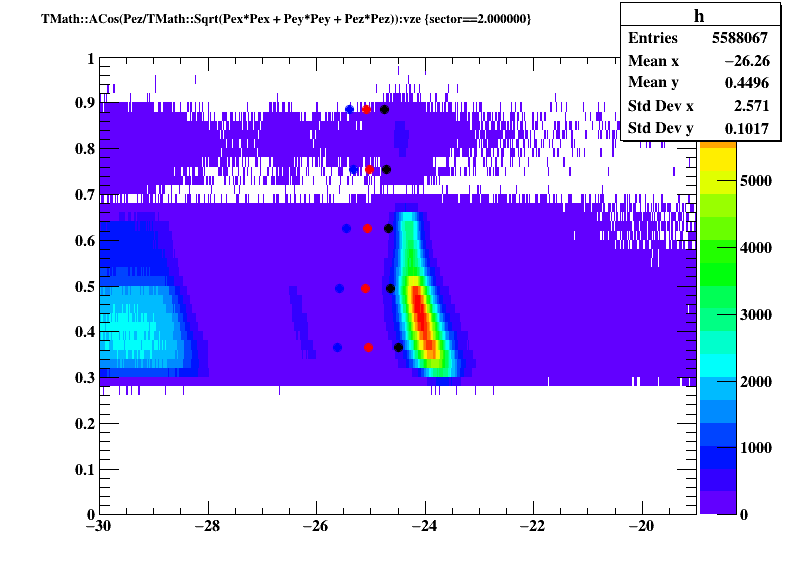 TMath::ACos(Pez/TMath::Sqrt(Pex*Pex + Pey*Pey + Pez*Pez)):vze {sector==2.000000}
h
Entries 5588067
Mean x −26.26
Mean y 0.4496
Std Dev x 2.571
Std Dev y 0.1017
1
0.9
0.8
0.7
0.6
0.5
0.4
0.3
0.2
0.1
0
−30 −28 −26 −24 −22 −20
5000
4000
3000
2000
1000
0